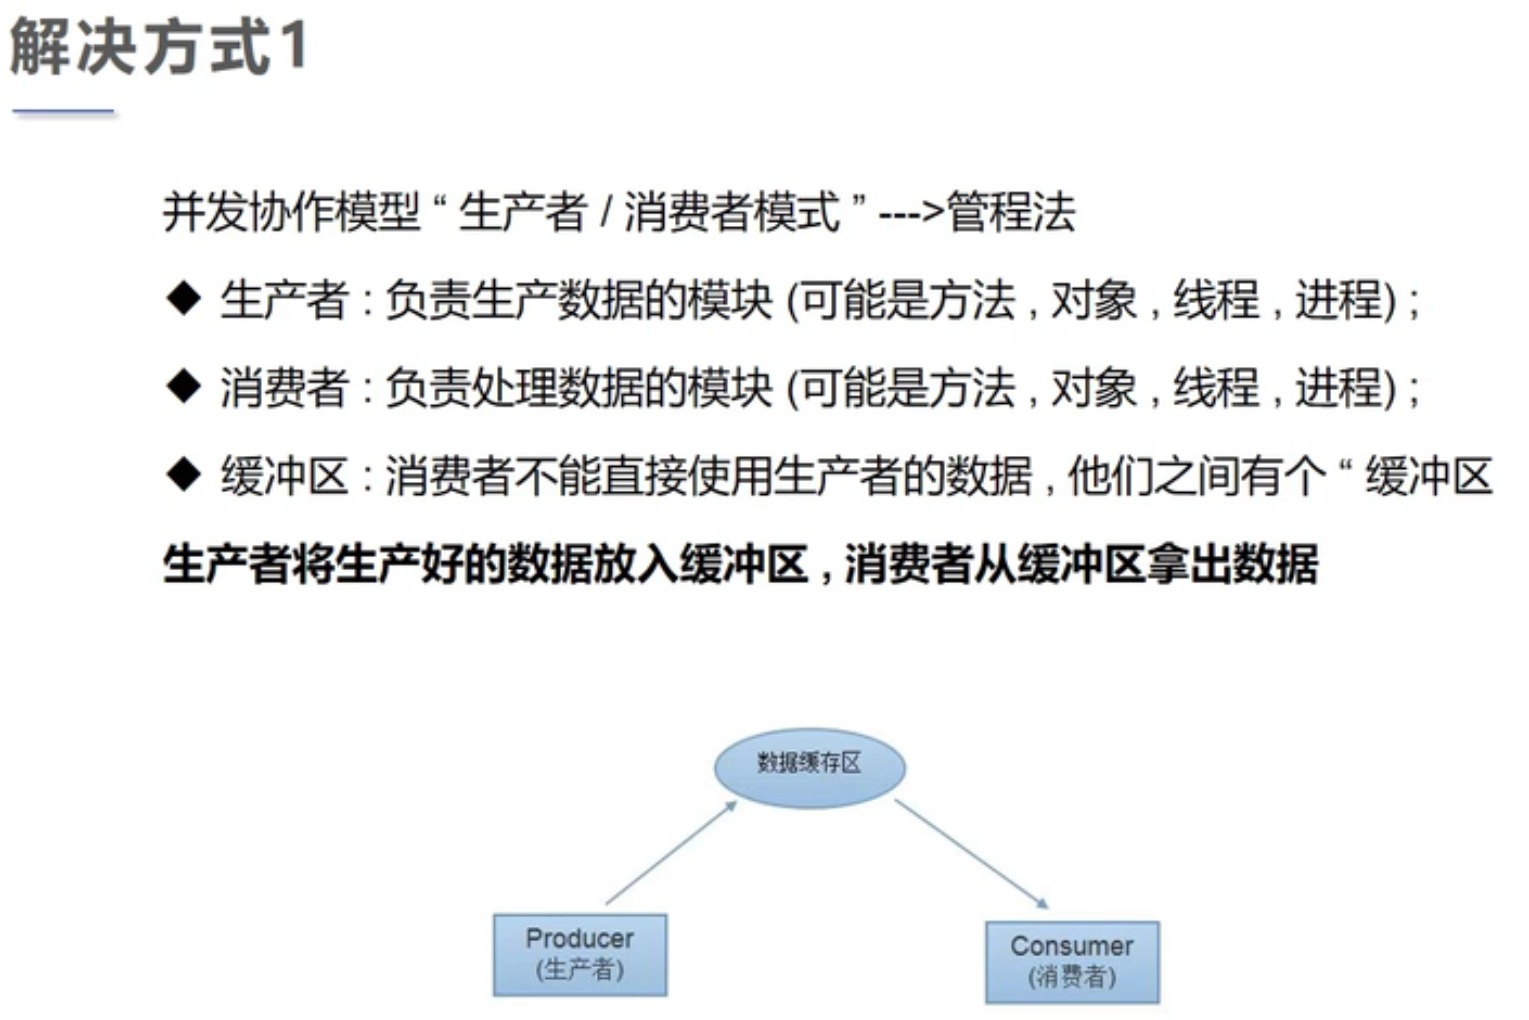 解决方式1
并发协作模型 “ 生产者 / 消费者模式 ” --->管程法
◆ 生产者 : 负责生产数据的模块 (可能是方法 , 对象 , 线程 , 进程) ;
◆ 消费者 : 负责处理数据的模块 (可能是方法 , 对象 , 线程 , 进程) ;
◆ 缓冲区 : 消费者不能直接使用生产者的数据 , 他们之间有个 “ 缓冲区
生产者将生产好的数据放入缓冲区 , 消费者从缓冲区拿出数据
数据缓存区
Producer
(生产者)
Consumer
(消费者)